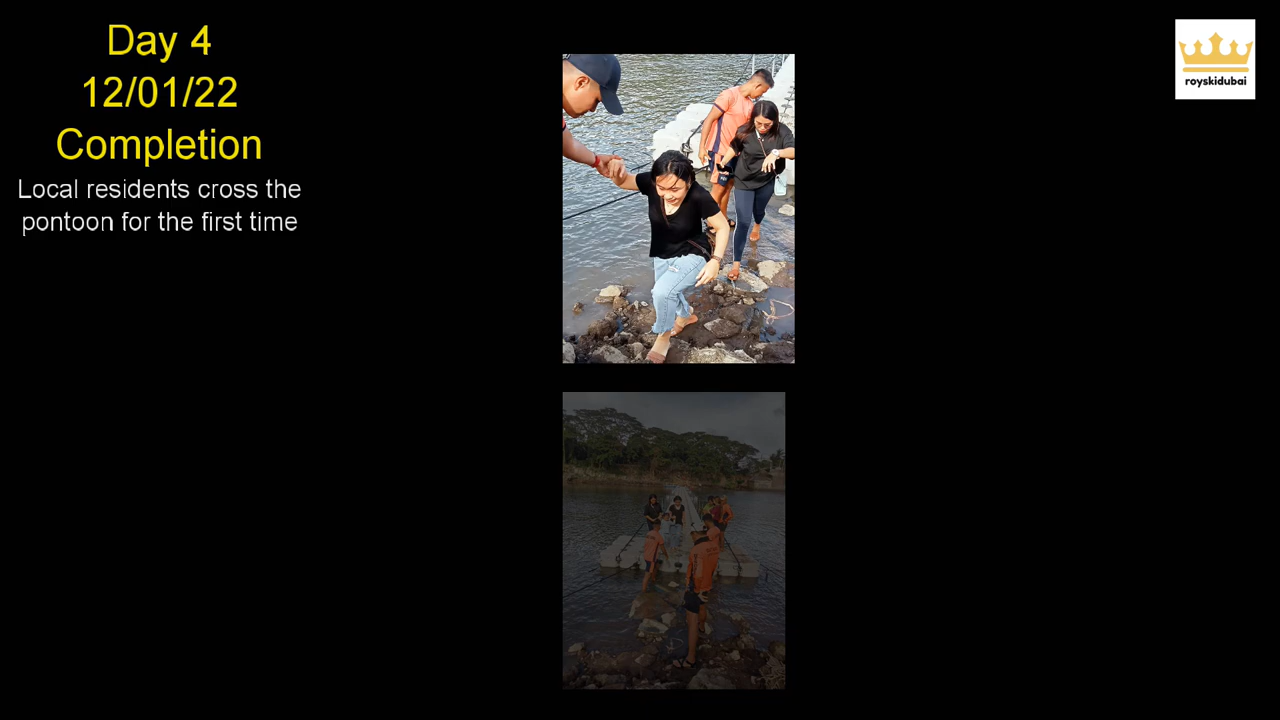 Day 4
12/01/22
Completion
Local residents cross the
pontoon for the first time
royskidubai